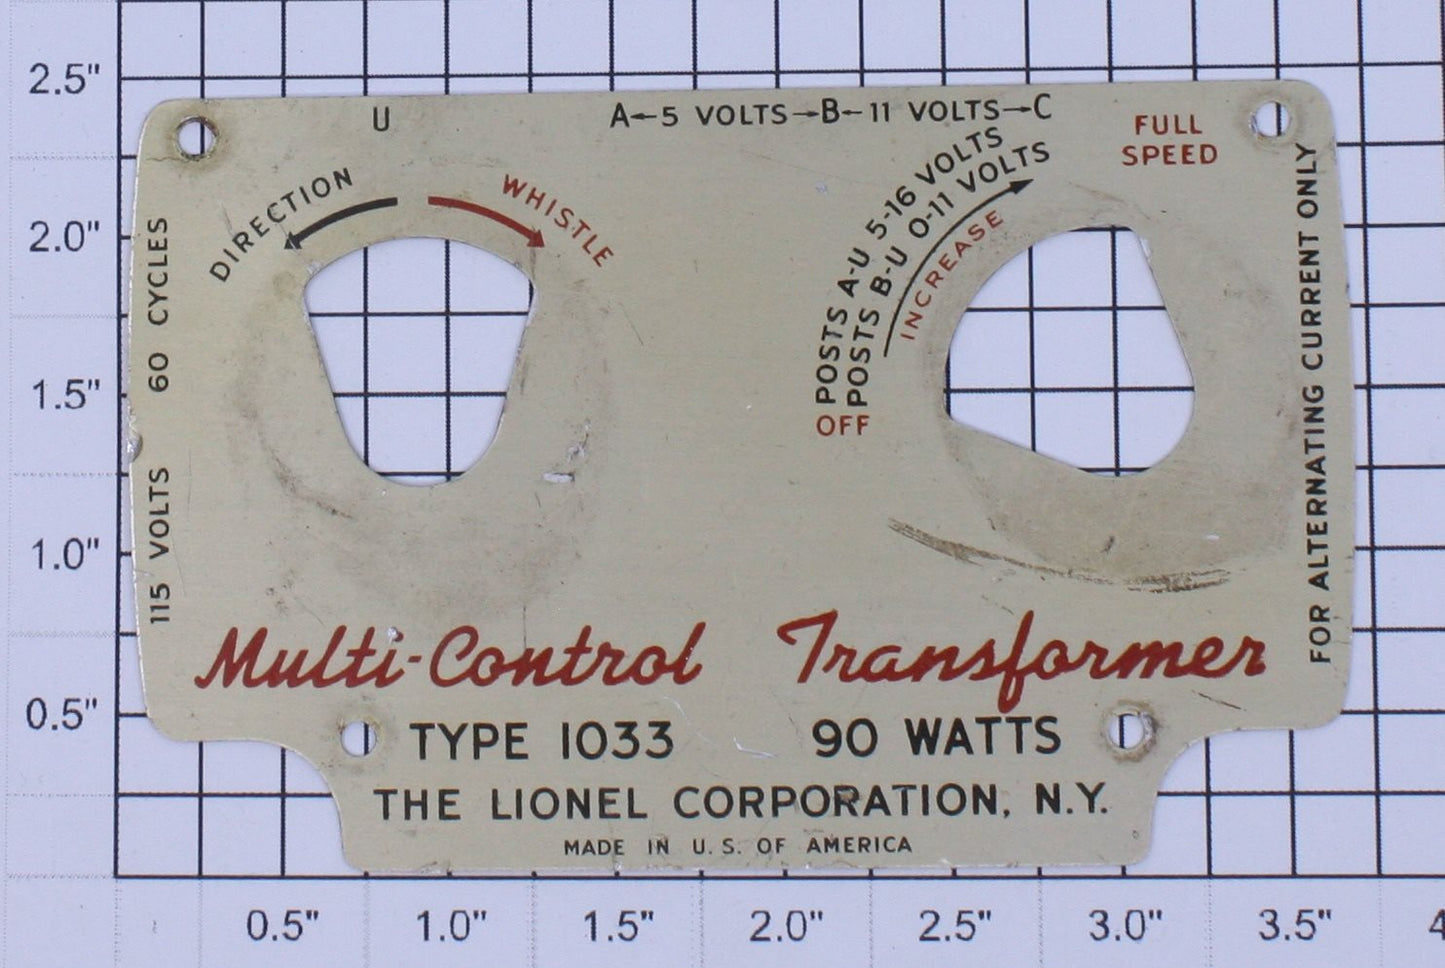 2.5"
2.0"
1.5"
1.0"
0.5"
U
A←5 VOLTS→B←11 VOLTS→C
FULL
SPEED
DIRECTION
WHISTLE
POSTS A-U 5-16 VOLTS
POSTS B-U 0-11 VOLTS
INCREASE
OFF
115 VOLTS 60 CYCLES
FOR ALTERNATING CURRENT ONLY
Multi-Control Transformer
TYPE 1033 90 WATTS
THE LIONEL CORPORATION, N.Y.
MADE IN U.S. OF AMERICA
0.5" 1.0" 1.5" 2.0" 2.5" 3.0" 3.5" 4